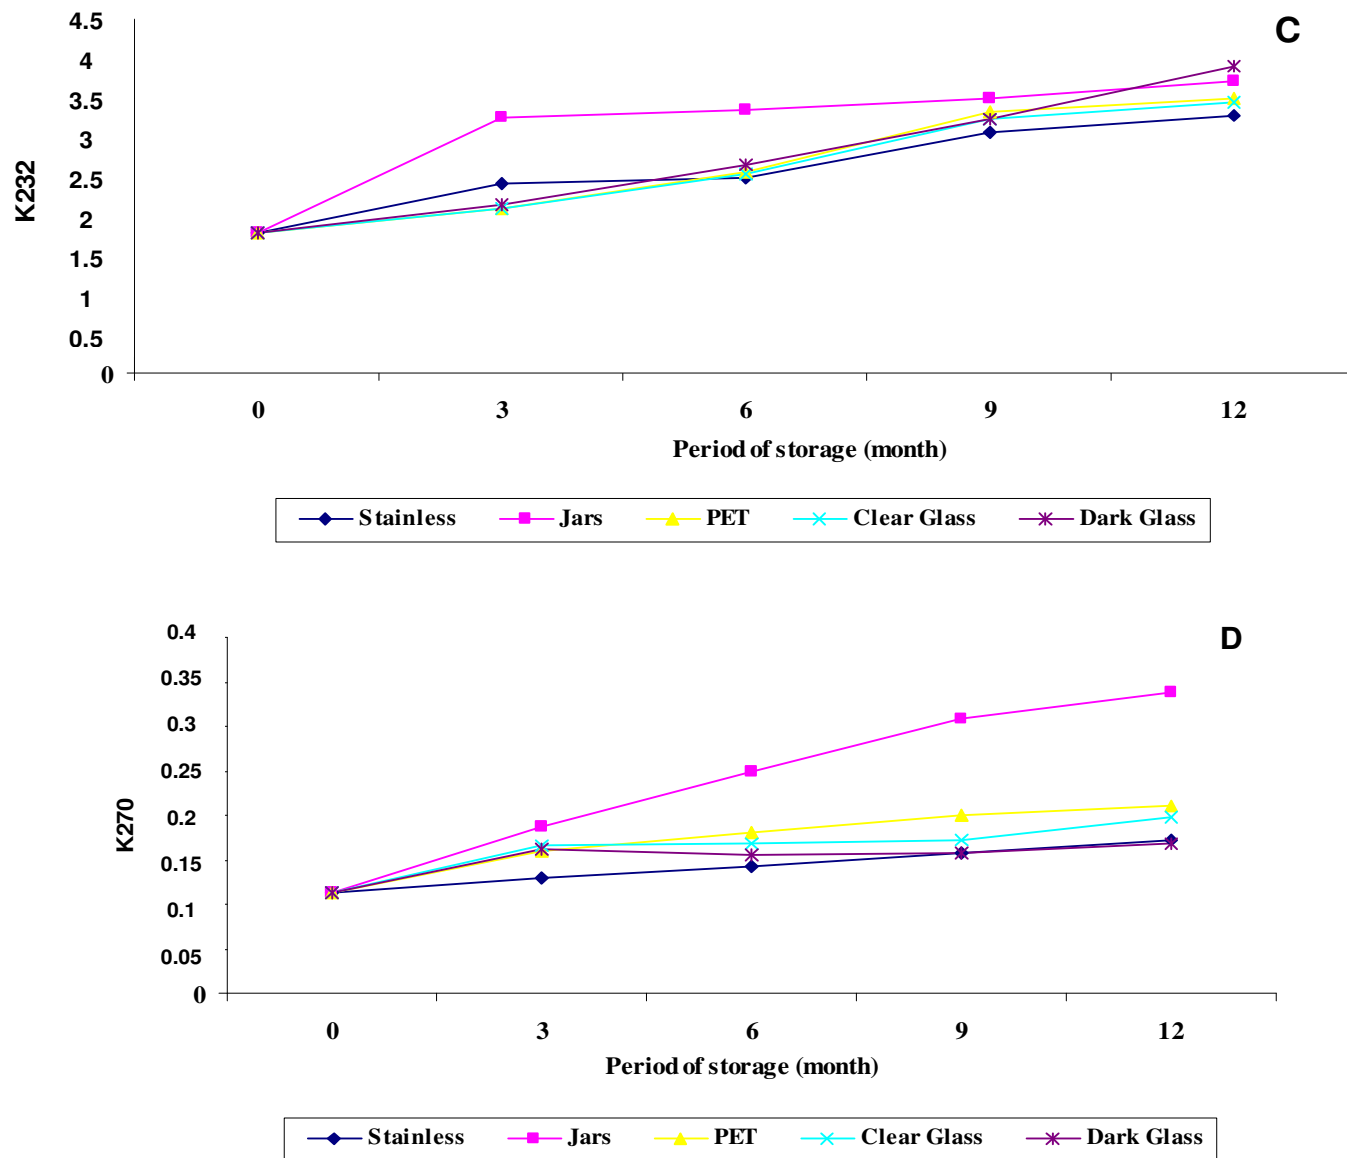 C
4.5
4
3.5
3
2.5
2
1.5
1
0.5
0
K232
0 3 6 9 12
Period of storage (month)
Stainless Jars PET Clear Glass Dark Glass
D
0.4
0.35
0.3
0.25
0.2
0.15
0.1
0.05
0
K270
0 3 6 9 12
Period of storage (month)
Stainless Jars PET Clear Glass Dark Glass